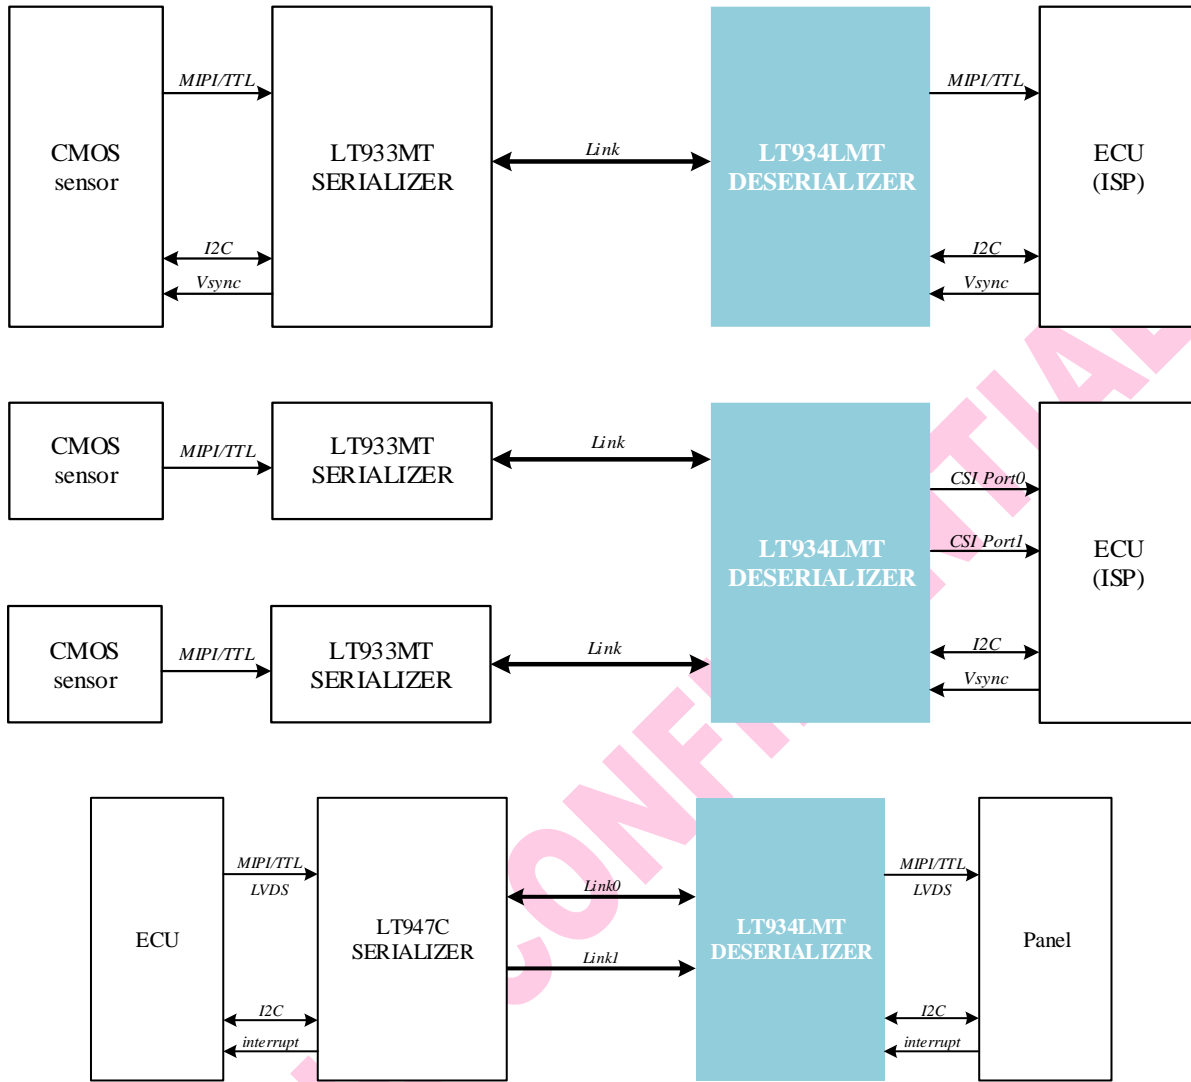 MIPI/TTL
MIPI/TTL
CMOS
sensor
LT933MT
SERIALIZER
Link
LT934LMT
DESERIALIZER
ECU
(ISP)
I2C
I2C
Vsync
Vsync
CMOS
sensor
MIPI/TTL
LT933MT
SERIALIZER
Link
CSI Port0
CSI Port1
LT934LMT
DESERIALIZER
ECU
(ISP)
CMOS
sensor
MIPI/TTL
LT933MT
SERIALIZER
Link
I2C
Vsync
MIPI/TTL
LVDS
MIPI/TTL
LVDS
Link0
ECU
LT947C
SERIALIZER
LT934LMT
DESERIALIZER
Panel
Link1
I2C
I2C
interrupt
interrupt